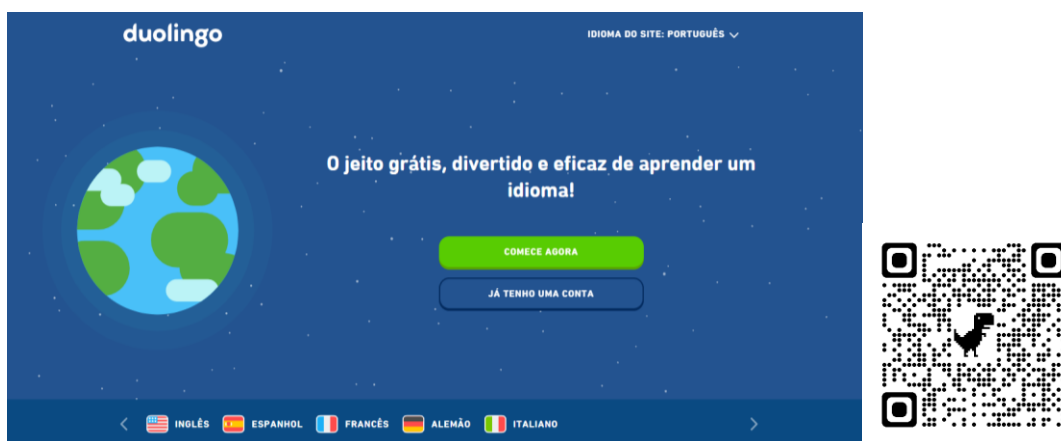 duolingo
IDIOMA DO SITE: PORTUGUÊS
O jeito grátis, divertido e eficaz de aprender um
idioma!
COMECE AGORA
JÁ TENHO UMA CONTA
INGLÊS ESPANHOL FRANCÊS ALEMÃO ITALIANO